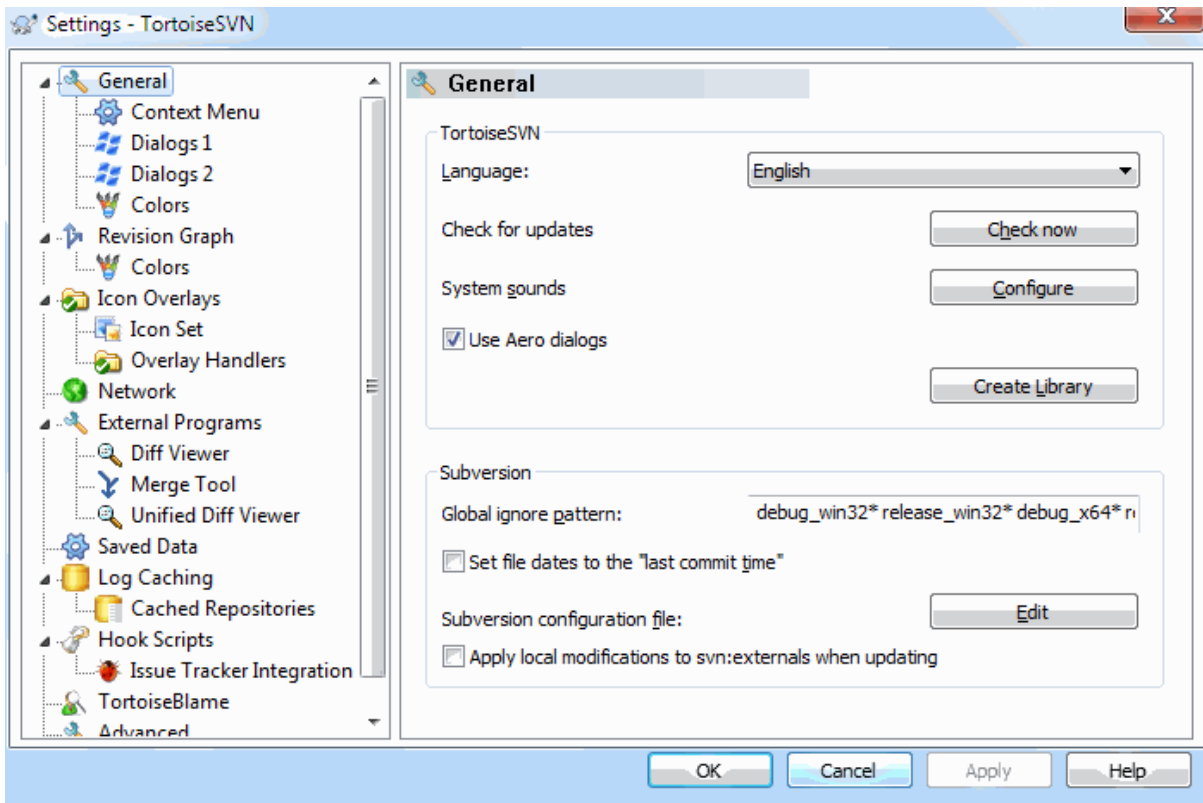 Settings - TortoiseSVN
General
Context Menu
Dialogs 1
Dialogs 2
Colors
Revision Graph
Colors
Icon Overlays
Icon Set
Overlay Handlers
Network
External Programs
Diff Viewer
Merge Tool
Unified Diff Viewer
Saved Data
Log Caching
Cached Repositories
Hook Scripts
Issue Tracker Integration
TortoiseBlame
Advanced
General
TortoiseSVN
Language: English
Check for updates Check now
System sounds Configure
Use Aero dialogs
Create Library
Subversion
Global ignore pattern: debug_win32* release_win32* debug_x64*
Set file dates to the "last commit time"
Subversion configuration file: Edit
Apply local modifications to svn:externals when updating
OK Cancel Apply Help